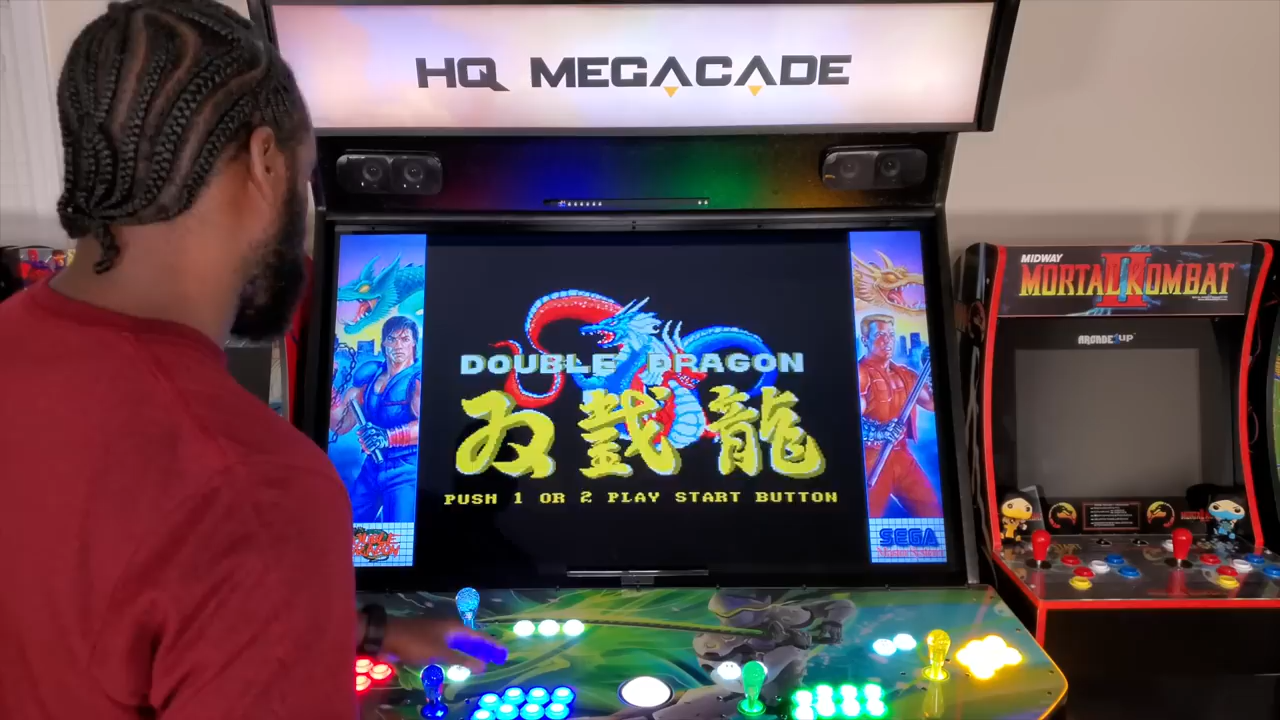 HQ MEGACADE
MIDWAY
MORTAL KOMBAT
II
ARCADE1UP
DOUBLE DRAGON
双截龍
PUSH 1 OR 2 PLAY START BUTTON
SEGA